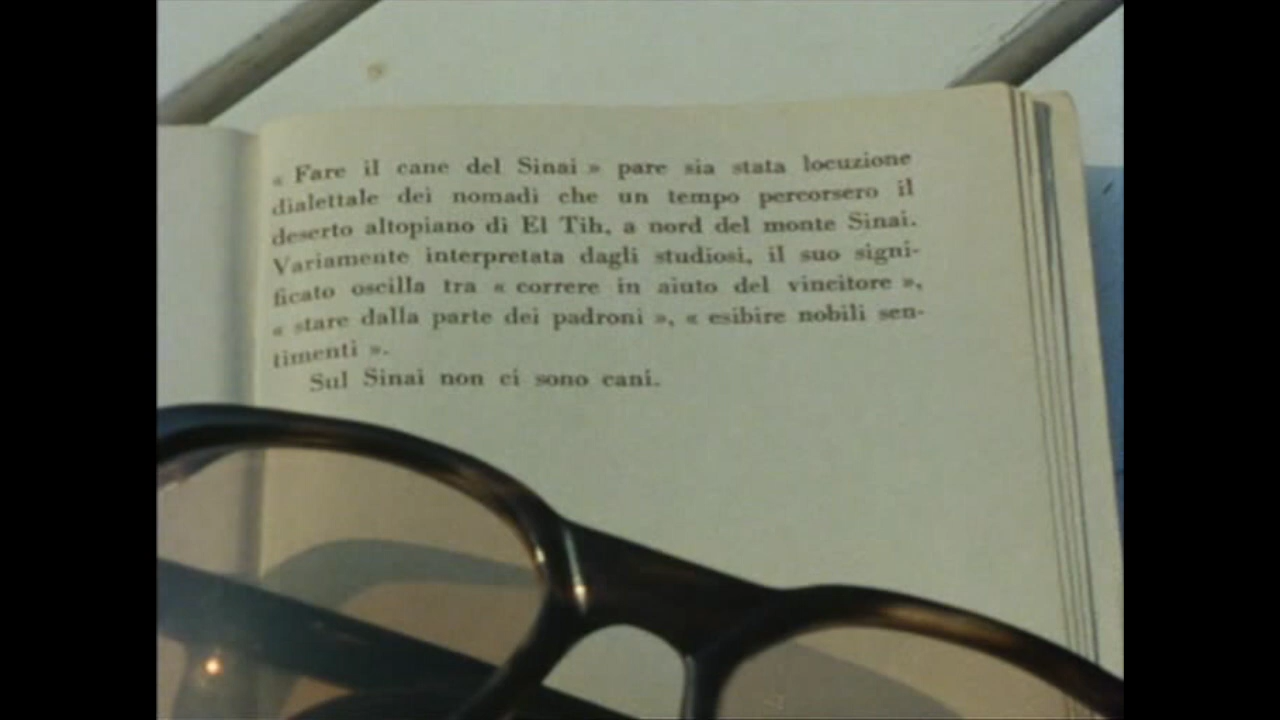 « Fare il cane del Sinai » pare sia stata locuzione
dialettale dei nomadi che un tempo percorsero il
deserto altopiano di El Tih, a nord del monte Sinai.
Variamente interpretata dagli studiosi, il suo signi-
ficato oscilla tra « correre in aiuto del vincitore »,
« stare dalla parte dei padroni », « esibire nobili sen-
timenti ».
Sul Sinai non ci sono cani.